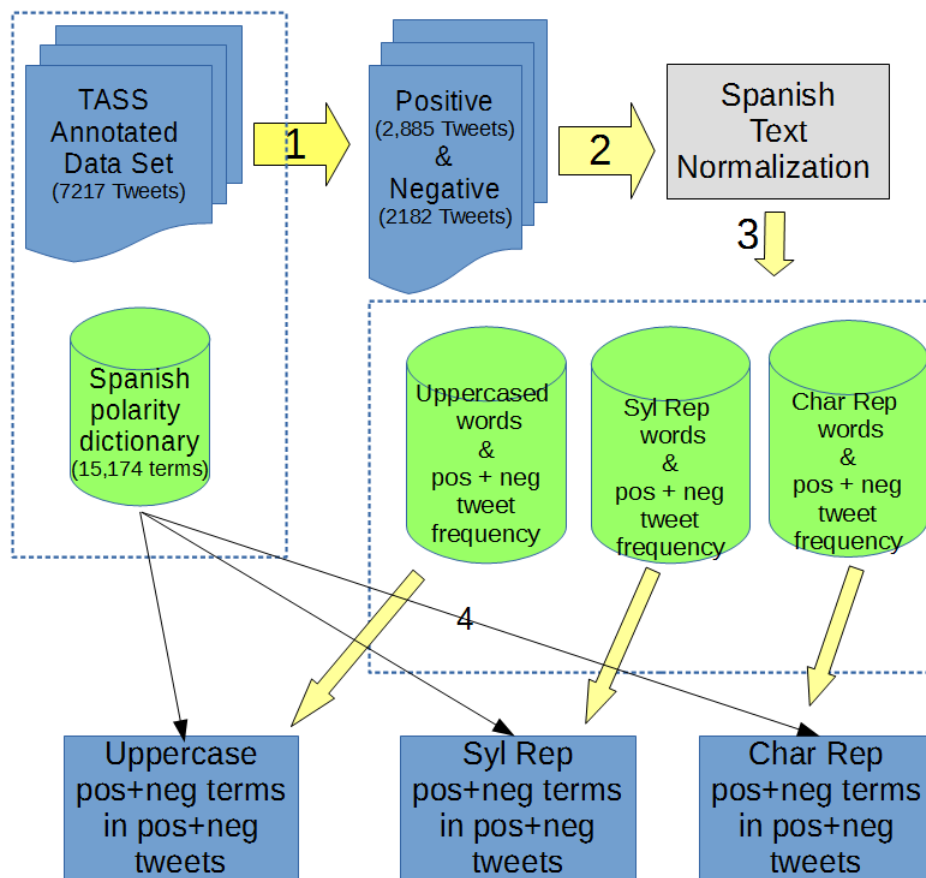 TASS
Annotated
Data Set
(7217 Tweets)
1
Positive
(2,885 Tweets)
&
Negative
(2182 Tweets)
2
Spanish
Text
Normalization
3
Spanish
polarity
dictionary
(15,174 terms)
Uppercased
words
&
pos + neg
tweet
frequency
Syl Rep
words
&
pos + neg
tweet
frequency
Char Rep
words
&
pos + neg
tweet
frequency
4
Uppercase
pos+neg terms
in pos+neg
tweets
Syl Rep
pos+neg terms
in pos+neg
tweets
Char Rep
pos+neg terms
in pos+neg
tweets